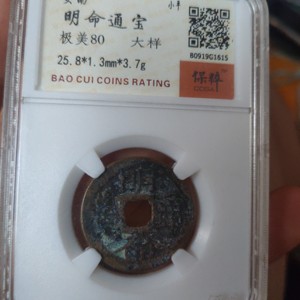 安南
明命通宝
极美80 大样
25.8*1.3mm*3.7g
80919G1615
BAO CUI COINS RATING
保粹